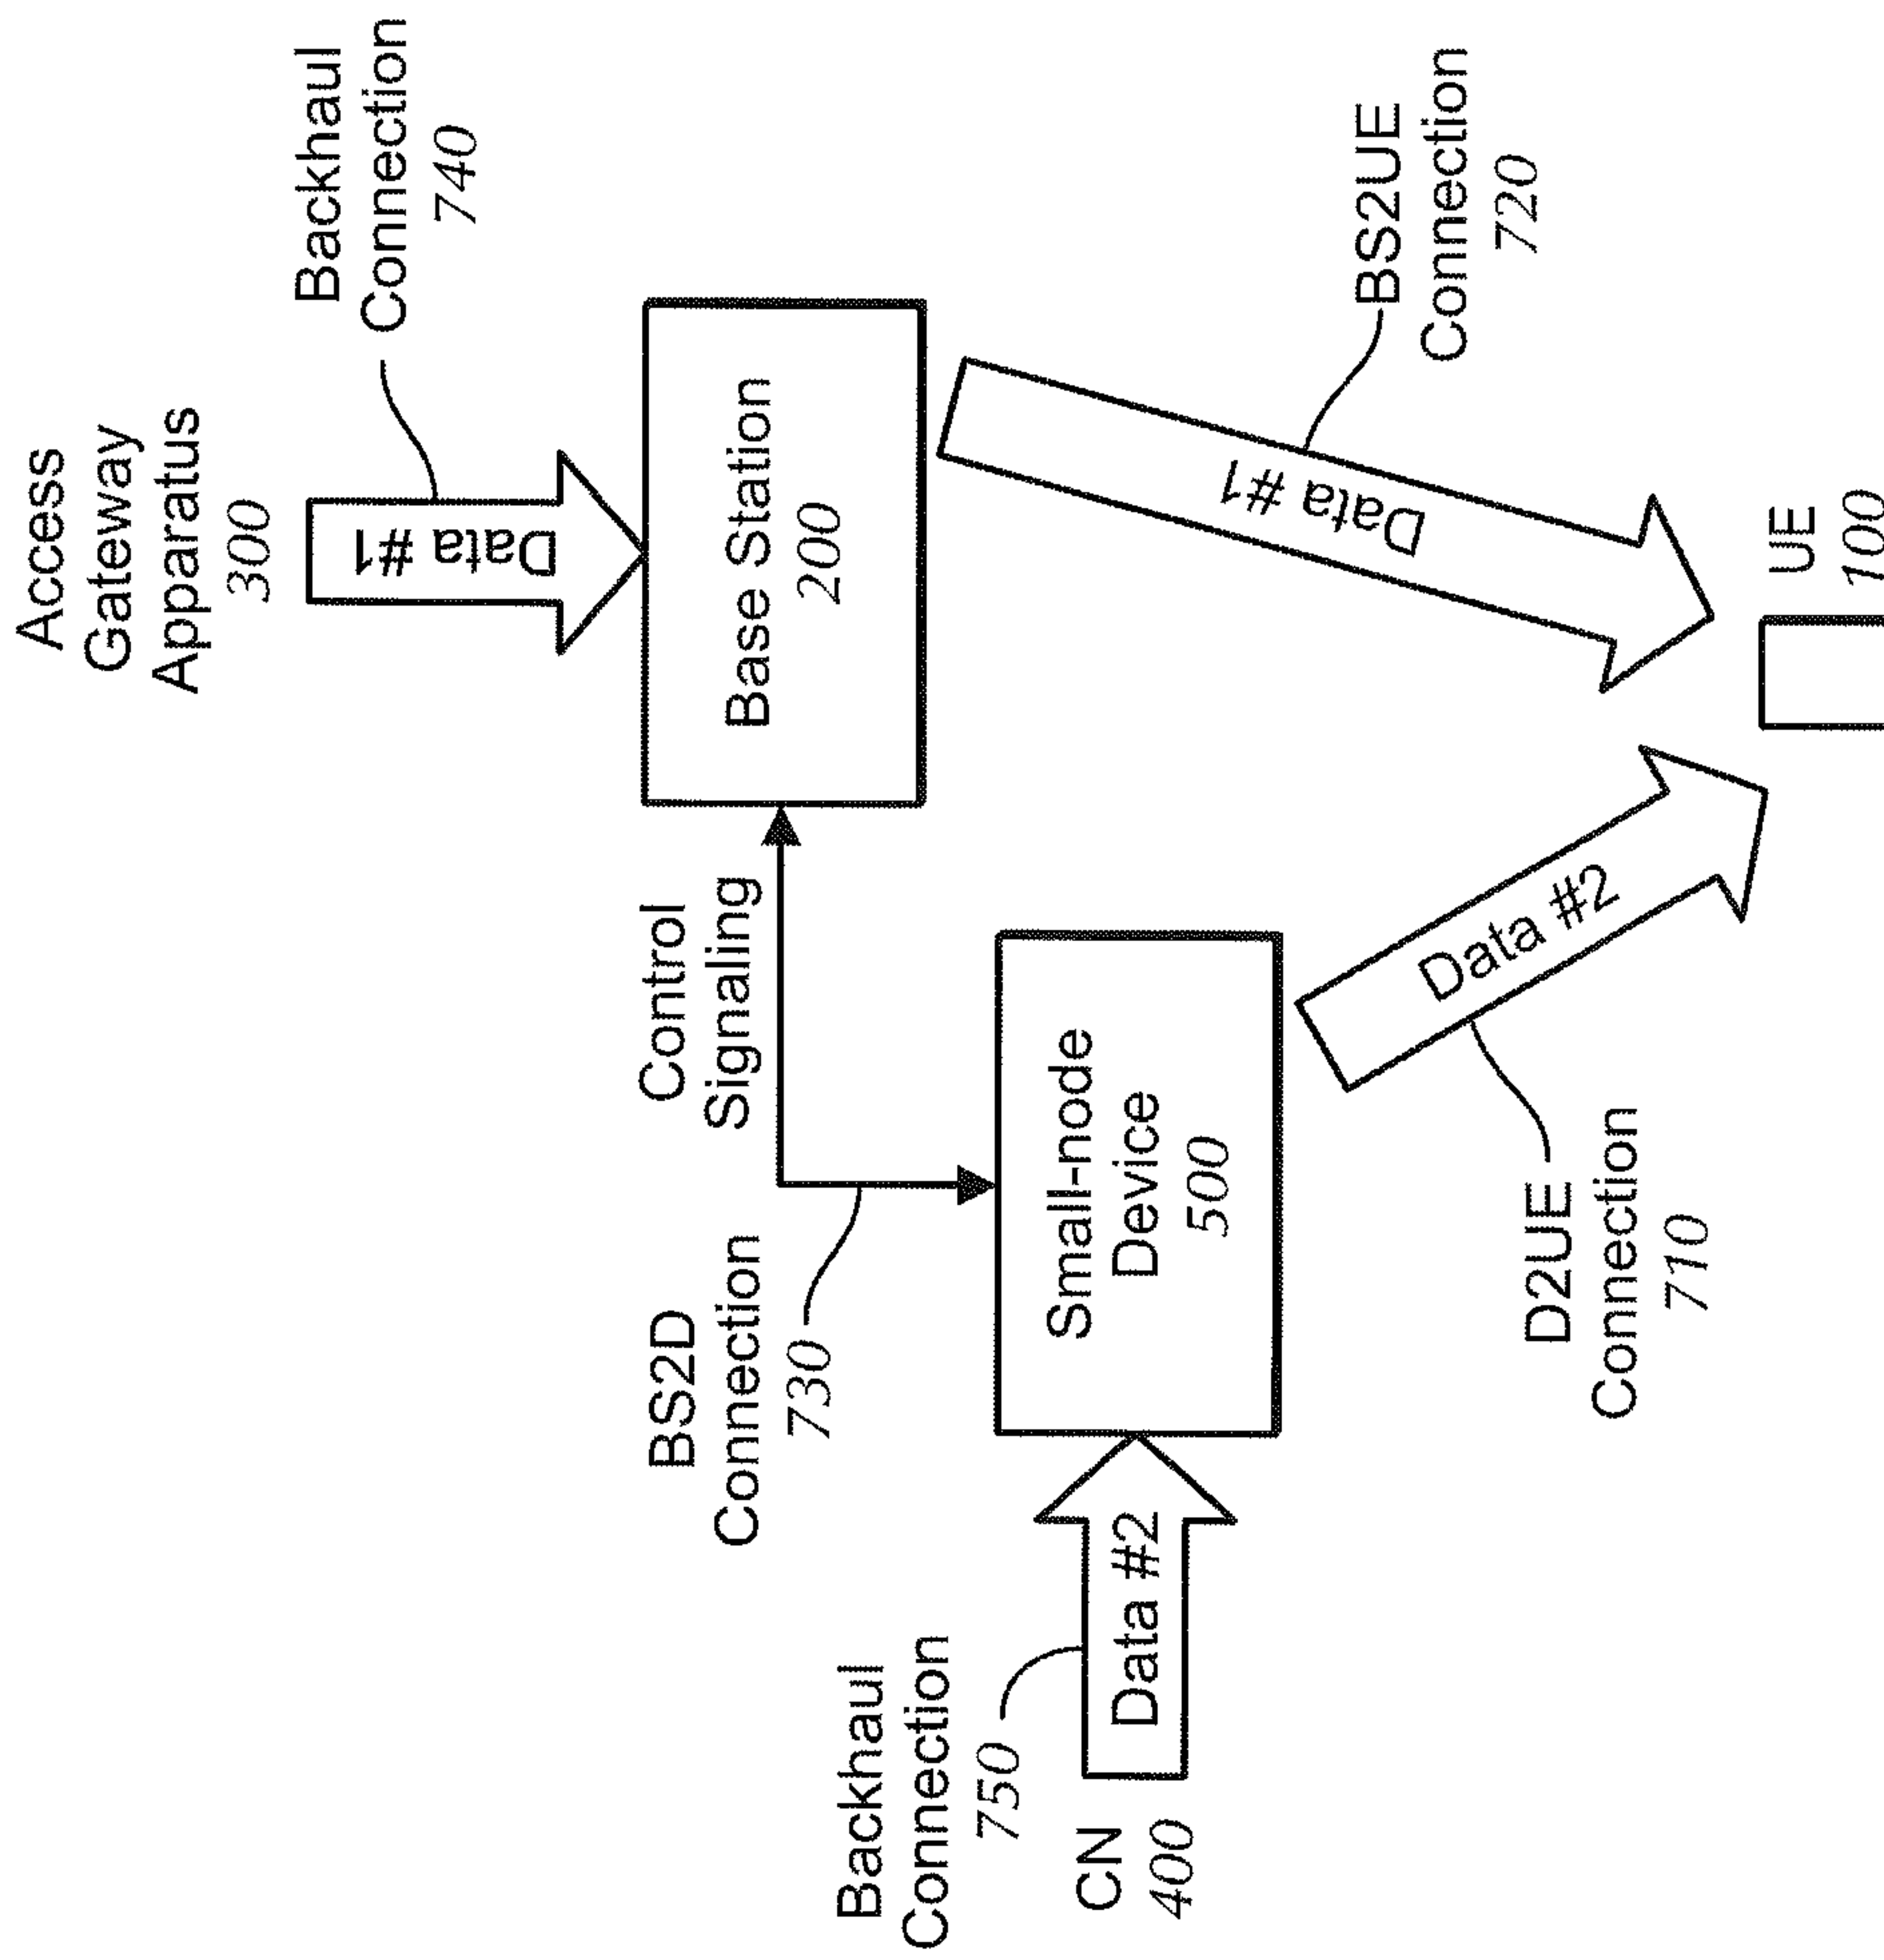 Access
Gateway
Apparatus
300
Backhaul
Connection
740
Data #1
Base Station
200
Control
Signaling
BS2D
Connection
730
Small-node
Device
500
Backhaul
Connection
750
CN
400
Data #2
Data #2
D2UE
Connection
710
Data #1
BS2UE
Connection
720
UE
100